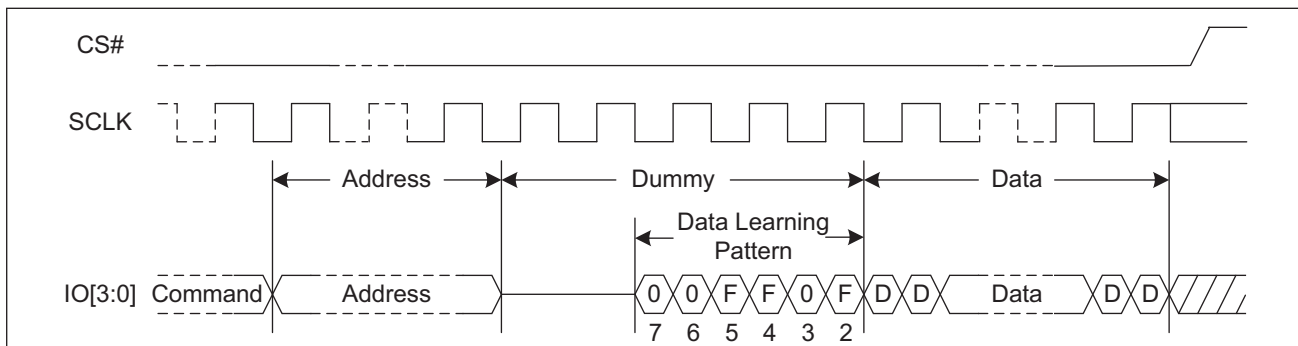 CS#
SCLK
Address Dummy Data
Data Learning
Pattern
IO[3:0] Command Address 0 0 F F 0 F D D Data D D
7 6 5 4 3 2